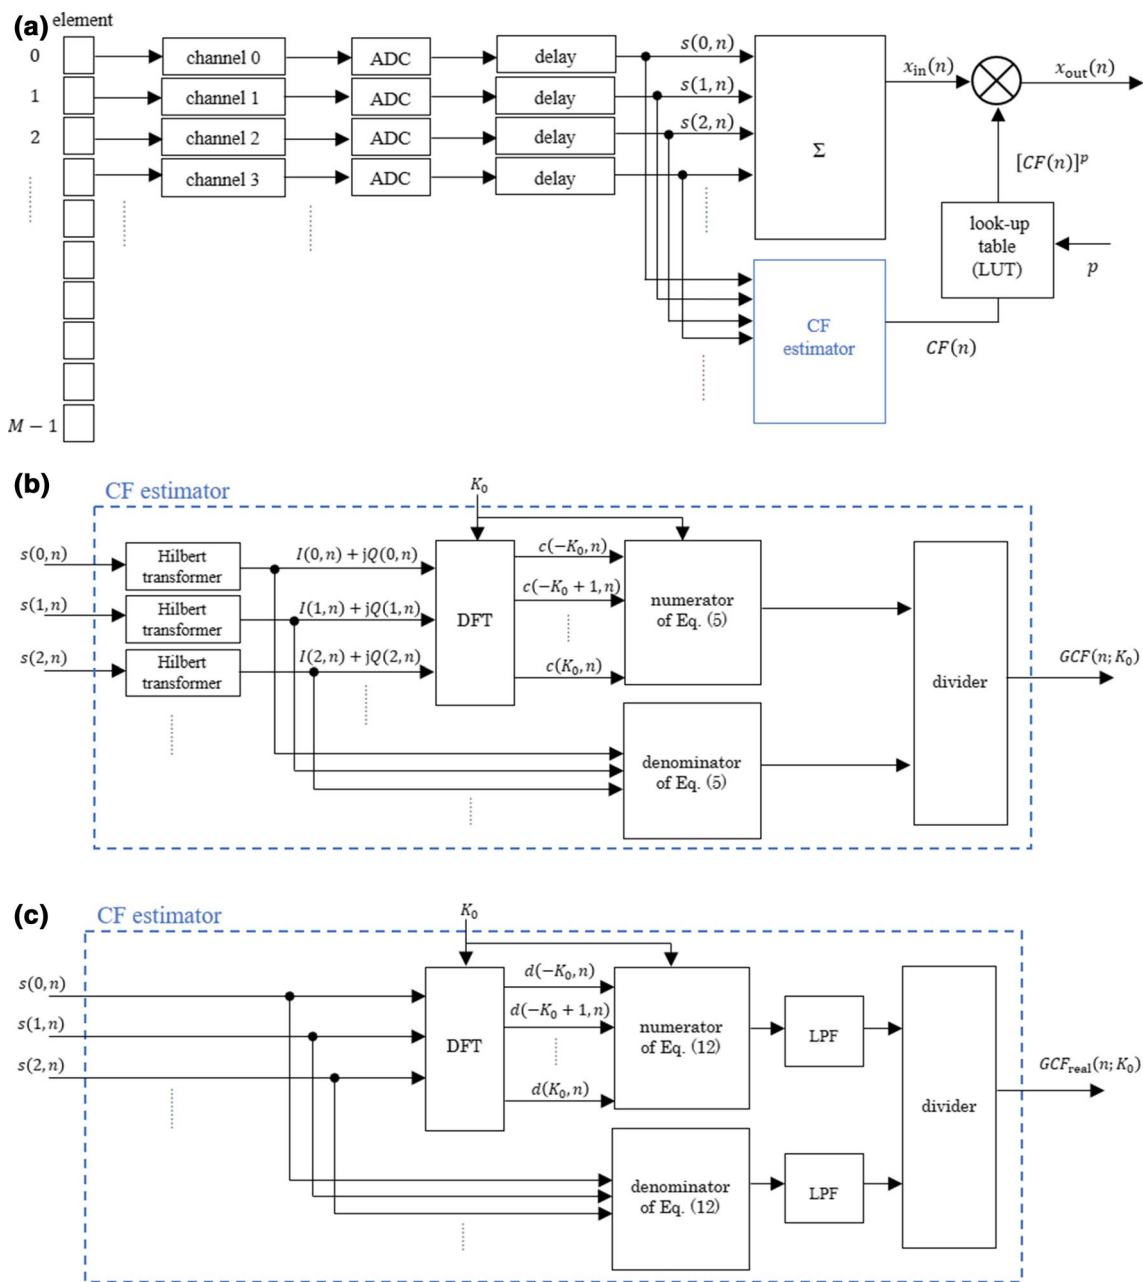 (a)
element
0
channel 0
ADC
delay
s(0, n)
1
channel 1
ADC
delay
s(1, n)
2
channel 2
ADC
delay
s(2, n)
channel 3
ADC
delay
Σ
x_in(n)
x_out(n)
[CF(n)]^p
look-up
table
(LUT)
p
CF
estimator
CF(n)
M − 1
(b)
CF estimator
K_0
s(0, n)
Hilbert
transformer
I(0, n) + jQ(0, n)
s(1, n)
Hilbert
transformer
I(1, n) + jQ(1, n)
s(2, n)
Hilbert
transformer
I(2, n) + jQ(2, n)
DFT
c(−K_0, n)
c(−K_0 + 1, n)
c(K_0, n)
numerator
of Eq. (5)
denominator
of Eq. (5)
divider
GCF(n; K_0)
(c)
CF estimator
K_0
s(0, n)
s(1, n)
s(2, n)
DFT
d(−K_0, n)
d(−K_0 + 1, n)
d(K_0, n)
numerator
of Eq. (12)
LPF
denominator
of Eq. (12)
LPF
divider
GCF_real(n; K_0)